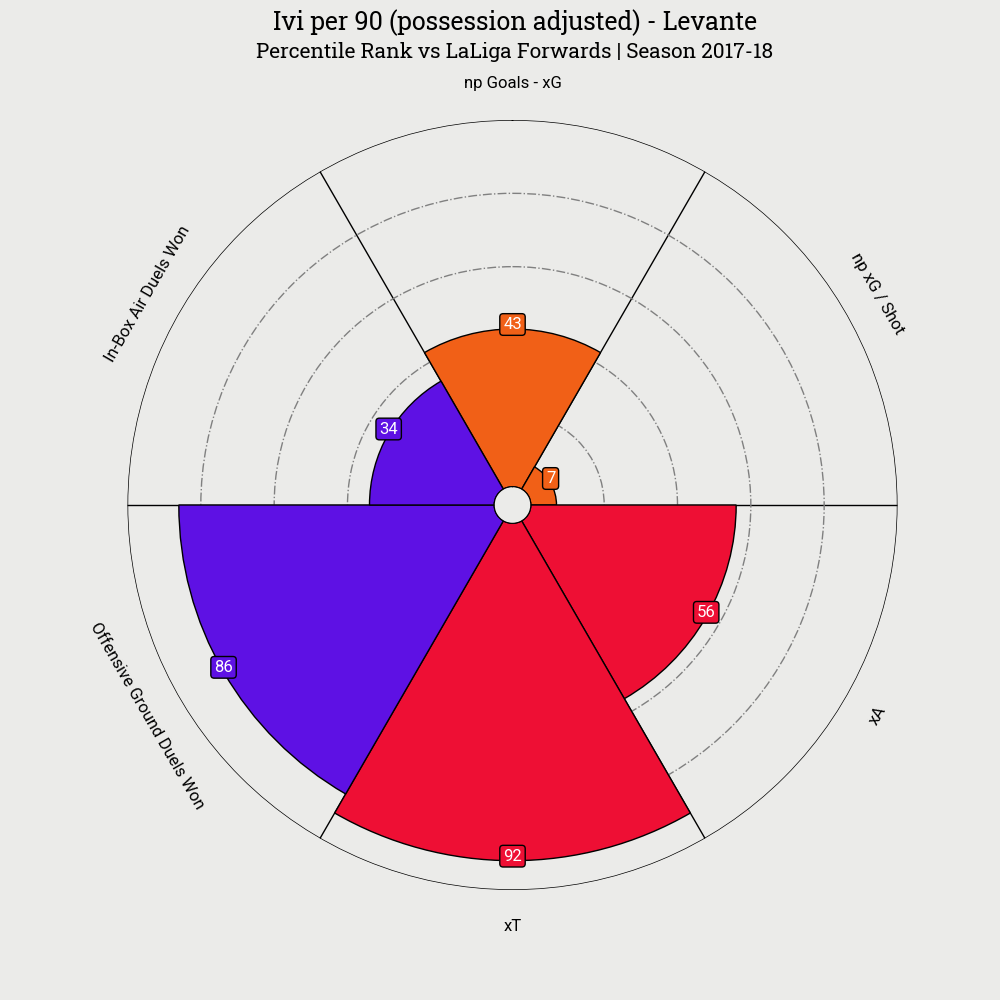 Ivi per 90 (possession adjusted) - Levante
Percentile Rank vs LaLiga Forwards | Season 2017-18
np Goals - xG
In-Box Air Duels Won
np xG / Shot
43
34
7
56
86
Offensive Ground Duels Won
xA
92
xT